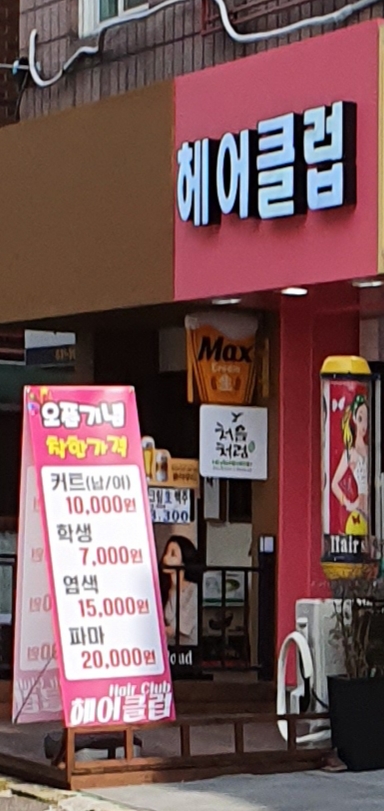 헤어클럽
Max
처음
처럼
오픈기념
착한가격
커트(남/여)
10,000원
학생
7,000원
염색
15,000원
파마
20,000원
Hair Club
헤어클럽
Hair